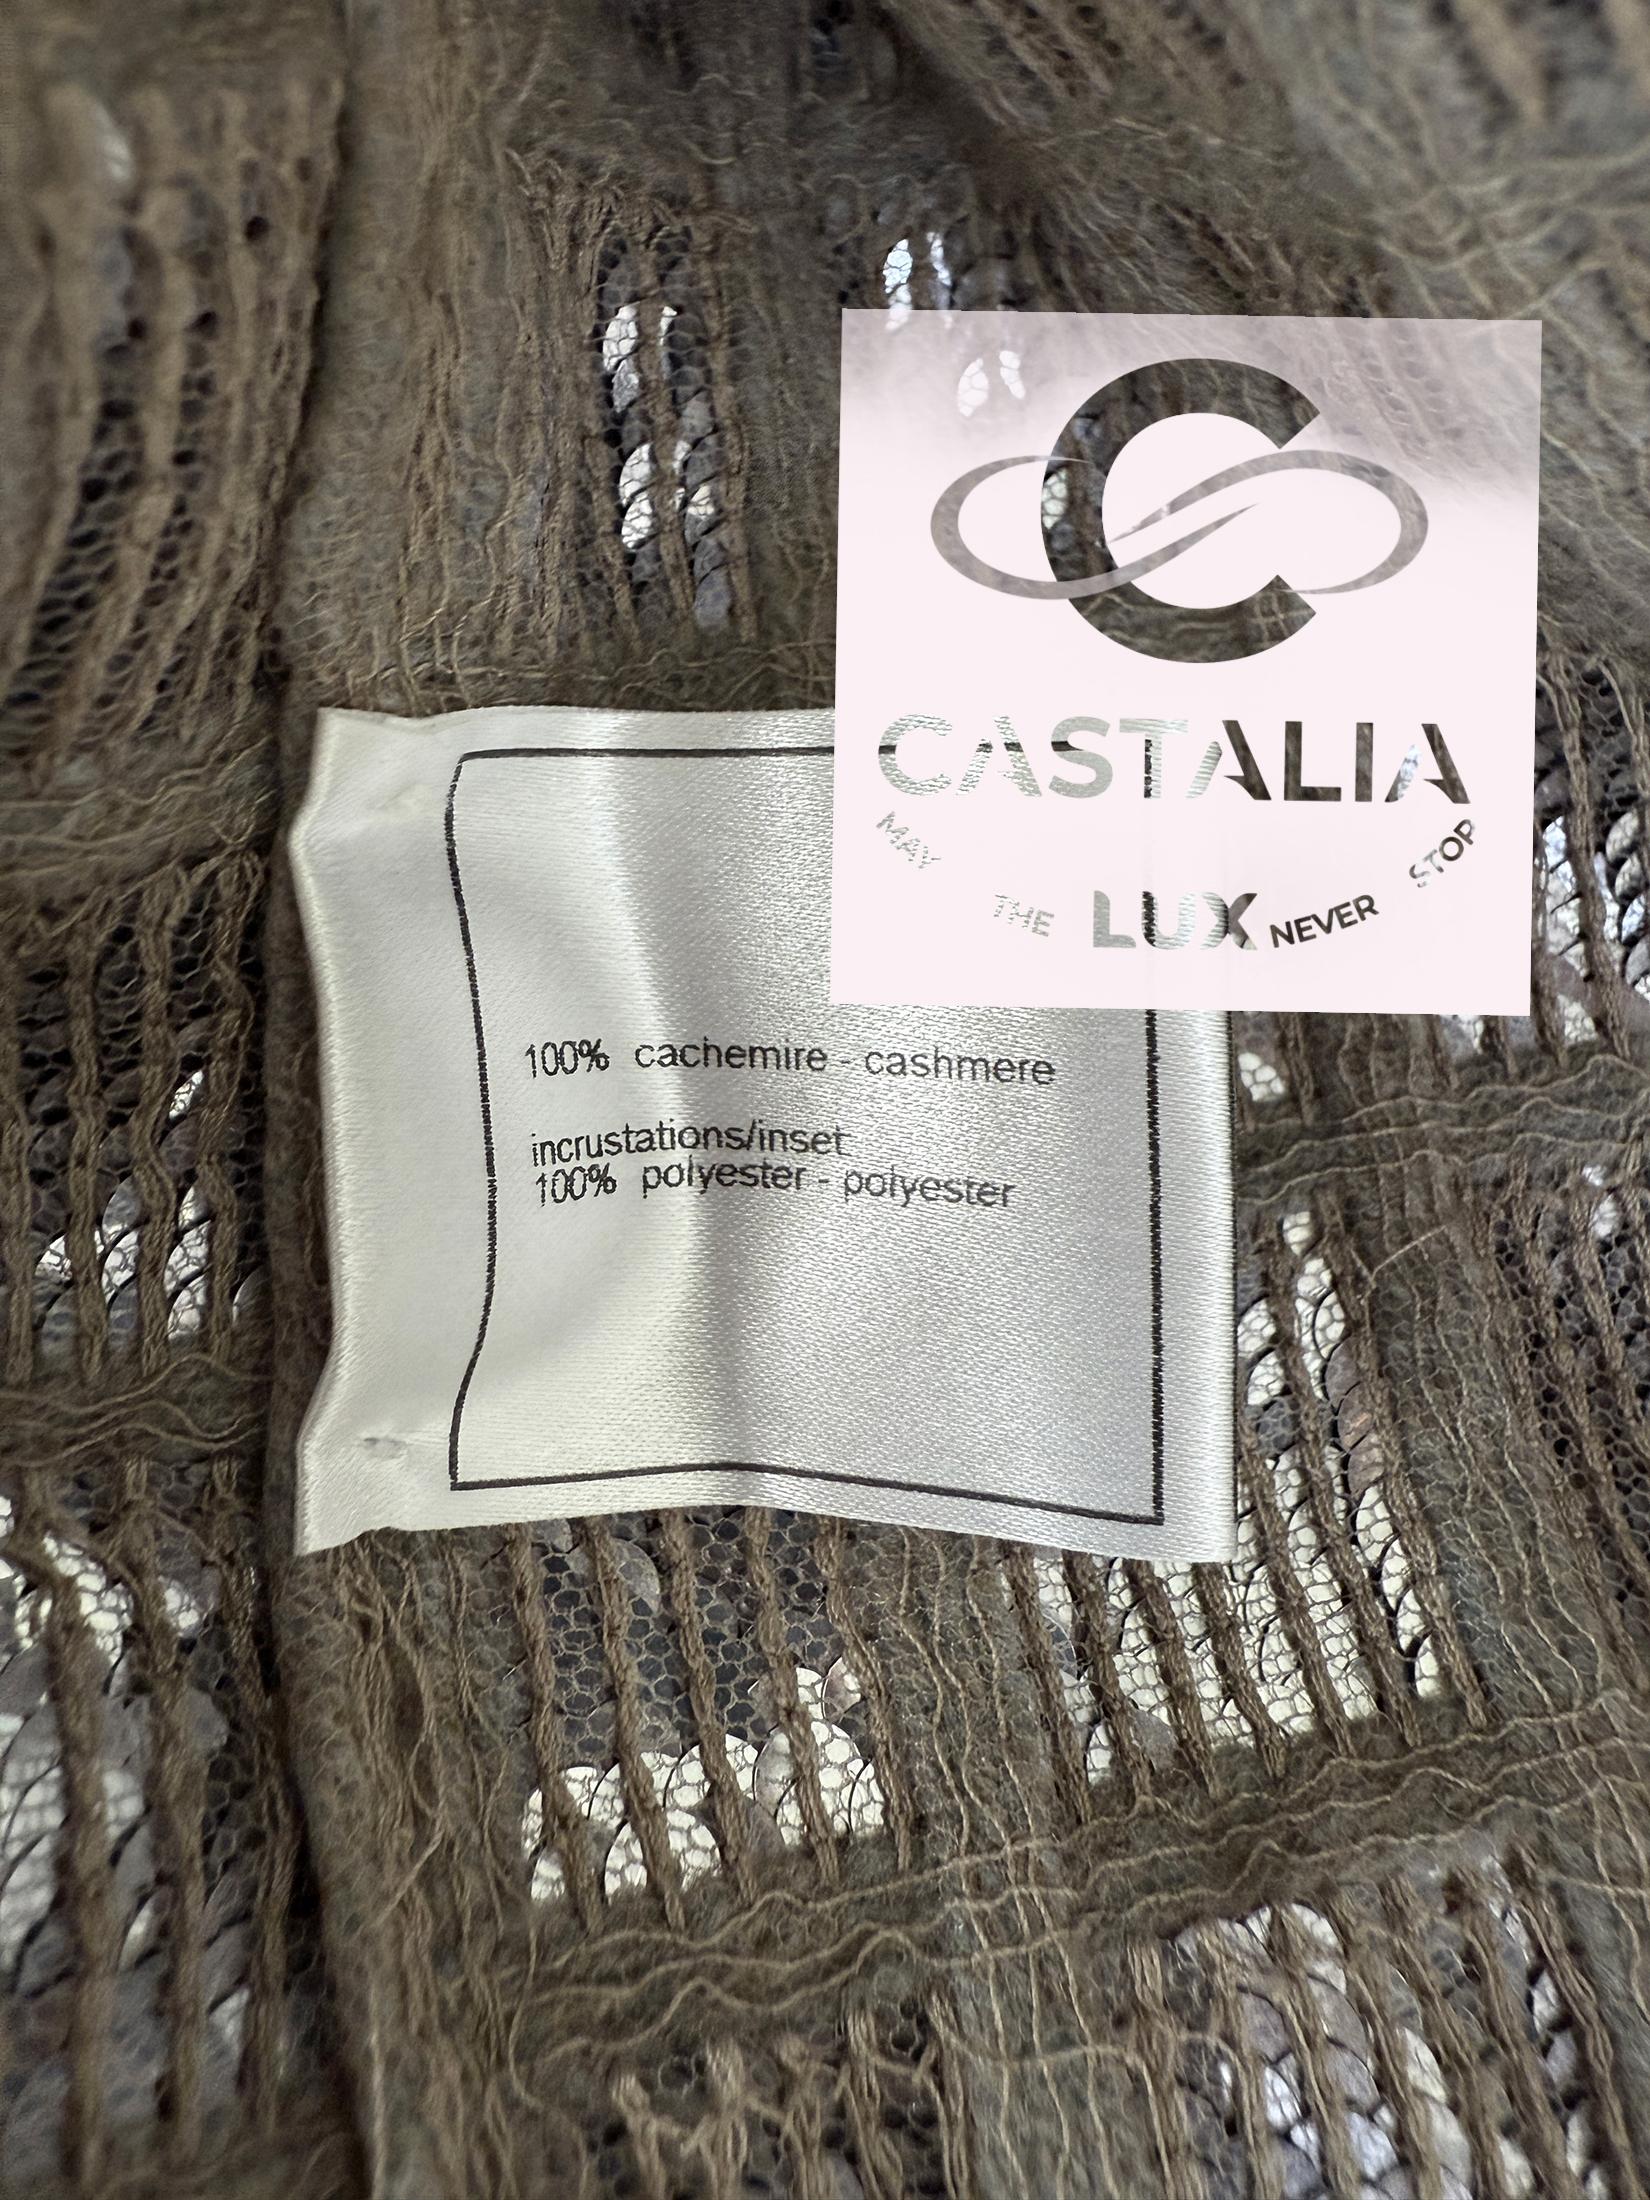 CASTALIA
MAY THE LUX NEVER STOP
100% cachemire - cashmere
incrustations/inset
100% polyester - polyester